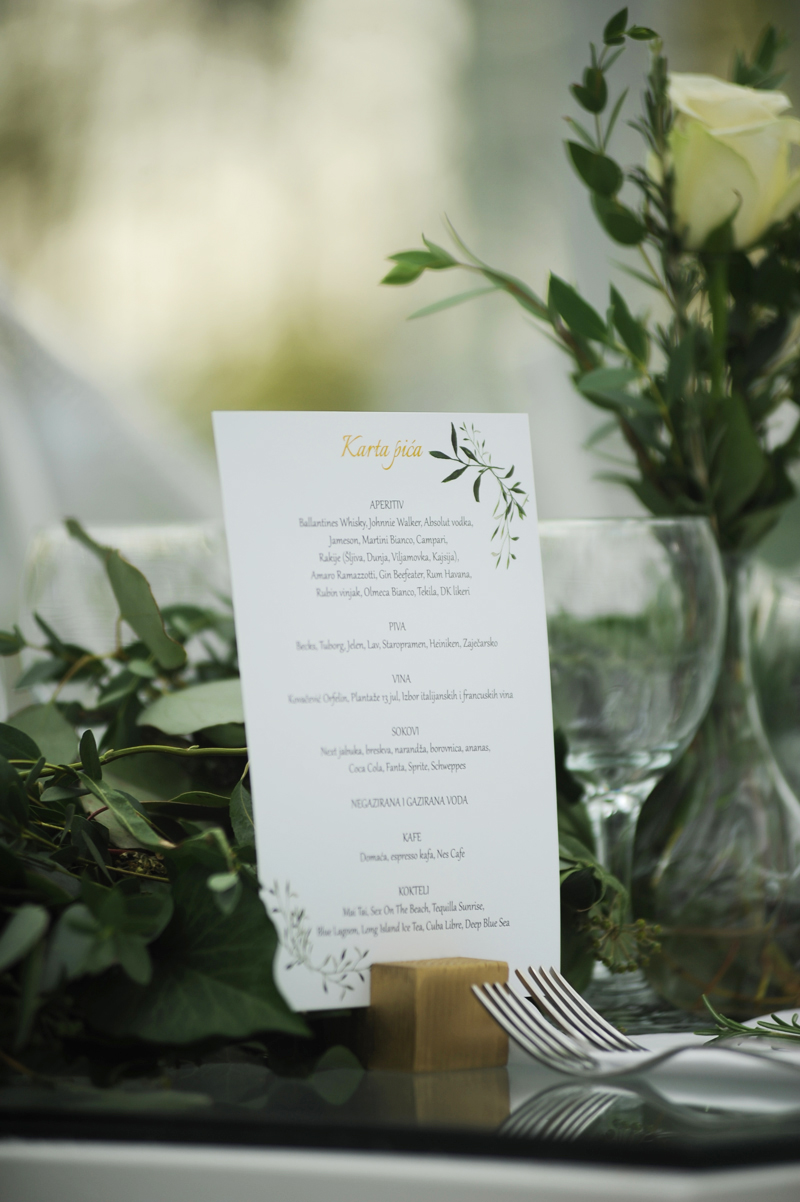 Karta pića
APERITIV
Ballantines Whisky, Johnnie Walker, Absolut vodka,
Jameson, Martini Bianco, Campari,
Rakije (Šljiva, Dunja, Viljamovka, Kajsija),
Amaro Ramazzotti, Gin Beefeater, Rum Havana,
Rubin vinjak, Olmeca Bianco, Tekila, DK likeri
PIVA
Becks, Tuborg, Jelen, Lav, Staropramen, Heiniken, Zaječarsko
VINA
Kovačević Orfelin, Plantaže 13 jul, Izbor italijanskih i francuskih vina
SOKOVI
Next jabuka, breskva, narandža, borovnica, ananas,
Coca Cola, Fanta, Sprite, Schweppes
NEGAZIRANA I GAZIRANA VODA
KAFE
Domaća, espresso kafa, Nes Cafe
KOKTELI
Mai Tai, Sex On The Beach, Tequilla Sunrise,
Blue Lagoon, Long Island Ice Tea, Cuba Libre, Deep Blue Sea